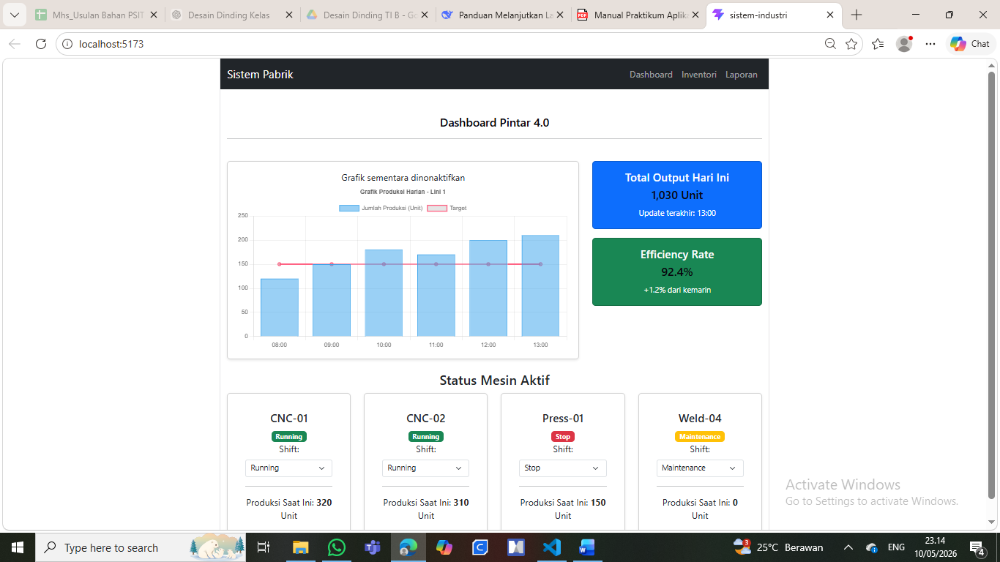 Mhs_Usulan Bahan PSIT
Desain Dinding Kelas
Desain Dinding TI B - Go
Panduan Melanjutkan La
Manual Praktikum Aplika
sistem-industri
localhost:5173
Chat
Sistem Pabrik
Dashboard Inventori Laporan
Dashboard Pintar 4.0
Grafik sementara dinonaktifkan
Grafik Produksi Harian - Lini 1
Jumlah Produksi (Unit) Target
250
200
150
100
50
0
08:00 09:00 10:00 11:00 12:00 13:00
Total Output Hari Ini
1,030 Unit
Update terakhir: 13:00
Efficiency Rate
92.4%
+1.2% dari kemarin
Status Mesin Aktif
CNC-01
Running
Shift:
Running
Produksi Saat Ini: 320
Unit
CNC-02
Running
Shift:
Running
Produksi Saat Ini: 310
Unit
Press-01
Stop
Shift:
Stop
Produksi Saat Ini: 150
Unit
Weld-04
Maintenance
Shift:
Maintenance
Produksi Saat Ini: 0
Unit
Activate Windows
Go to Settings to activate Windows.
Type here to search
3
25°C Berawan
ENG
23.14
10/05/2026
4